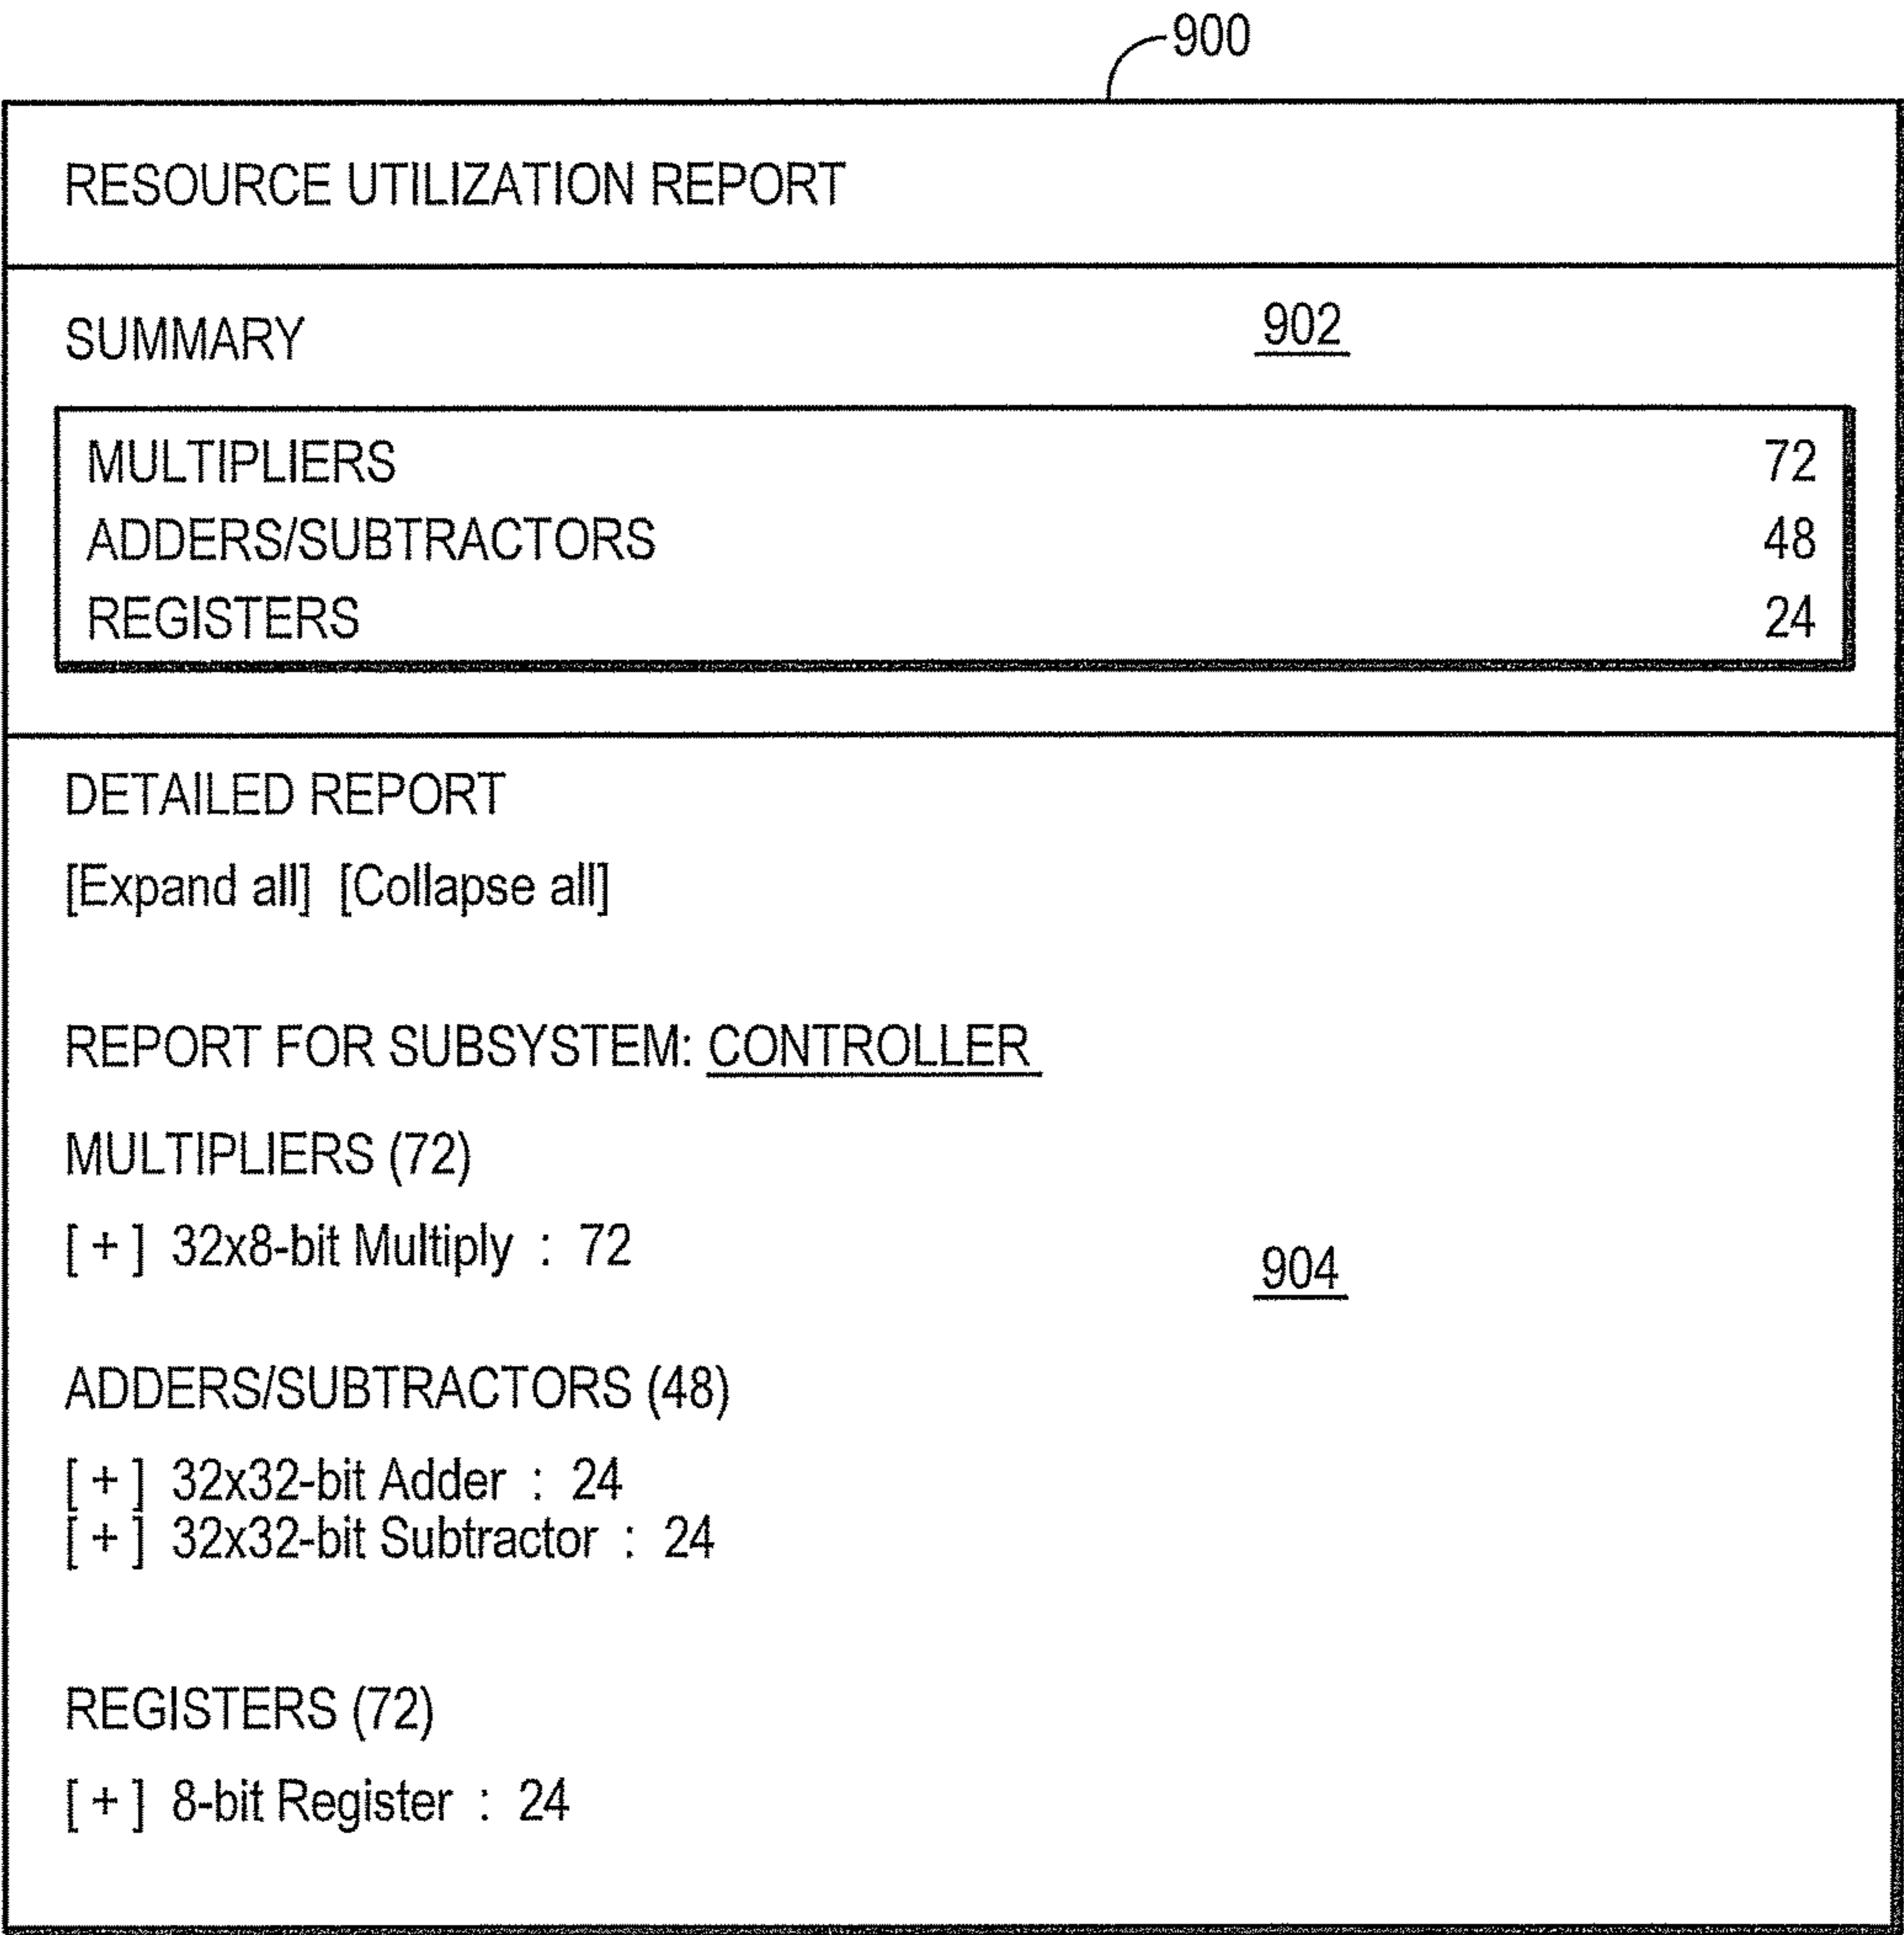 900
RESOURCE UTILIZATION REPORT
SUMMARY 902
MULTIPLIERS 72
ADDERS/SUBTRACTORS 48
REGISTERS 24
DETAILED REPORT
[Expand all] [Collapse all]
REPORT FOR SUBSYSTEM: CONTROLLER
MULTIPLIERS (72)
[ + ] 32x8-bit Multiply : 72
904
ADDERS/SUBTRACTORS (48)
[ + ] 32x32-bit Adder : 24
[ + ] 32x32-bit Subtractor : 24
REGISTERS (72)
[ + ] 8-bit Register : 24